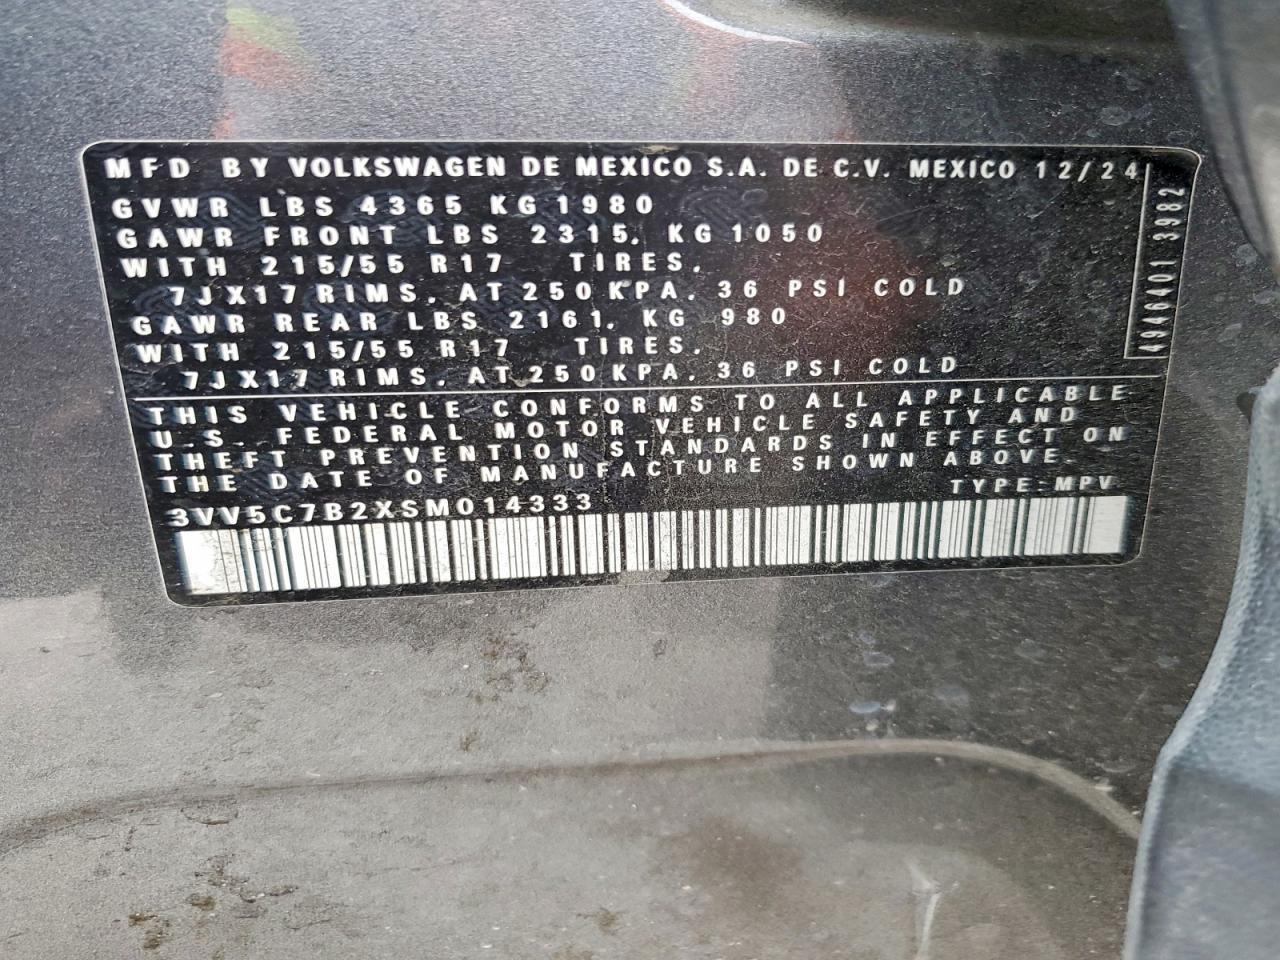 MFD BY VOLKSWAGEN DE MEXICO S.A. DE C.V. MEXICO 12/24
GVWR LBS 4365 KG 1980
GAWR FRONT LBS 2315. KG 1050
WITH 215/55 R17 TIRES.
7JX17 RIMS. AT 250 KPA. 36 PSI COLD
GAWR REAR LBS 2161. KG 980
WITH 215/55 R17 TIRES.
7JX17 RIMS. AT 250 KPA. 36 PSI COLD
THIS VEHICLE CONFORMS TO ALL APPLICABLE
U.S. FEDERAL MOTOR VEHICLE SAFETY AND
THEFT PREVENTION STANDARDS IN EFFECT ON
THE DATE OF MANUFACTURE SHOWN ABOVE.
TYPE:MPV
3VV5C7B2XSM014333
4946401 3982